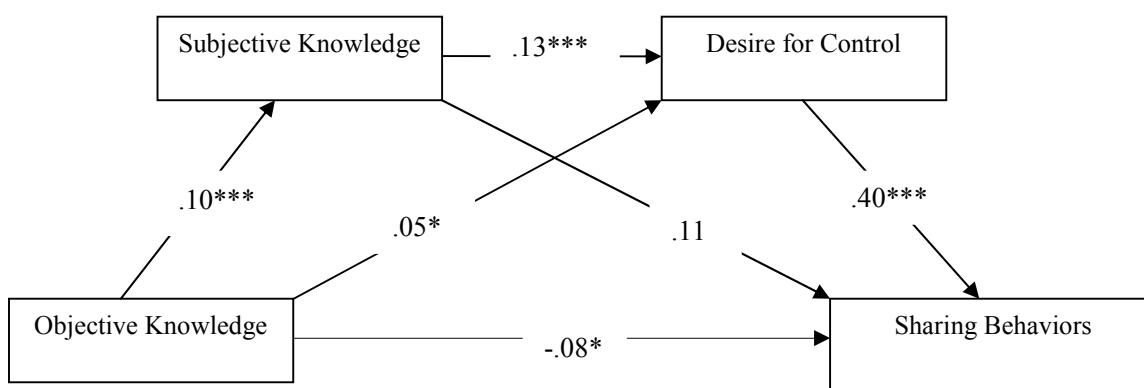 Subjective Knowledge
.13***
Desire for Control
.10***
.05*
.11
.40***
Objective Knowledge
-.08*
Sharing Behaviors